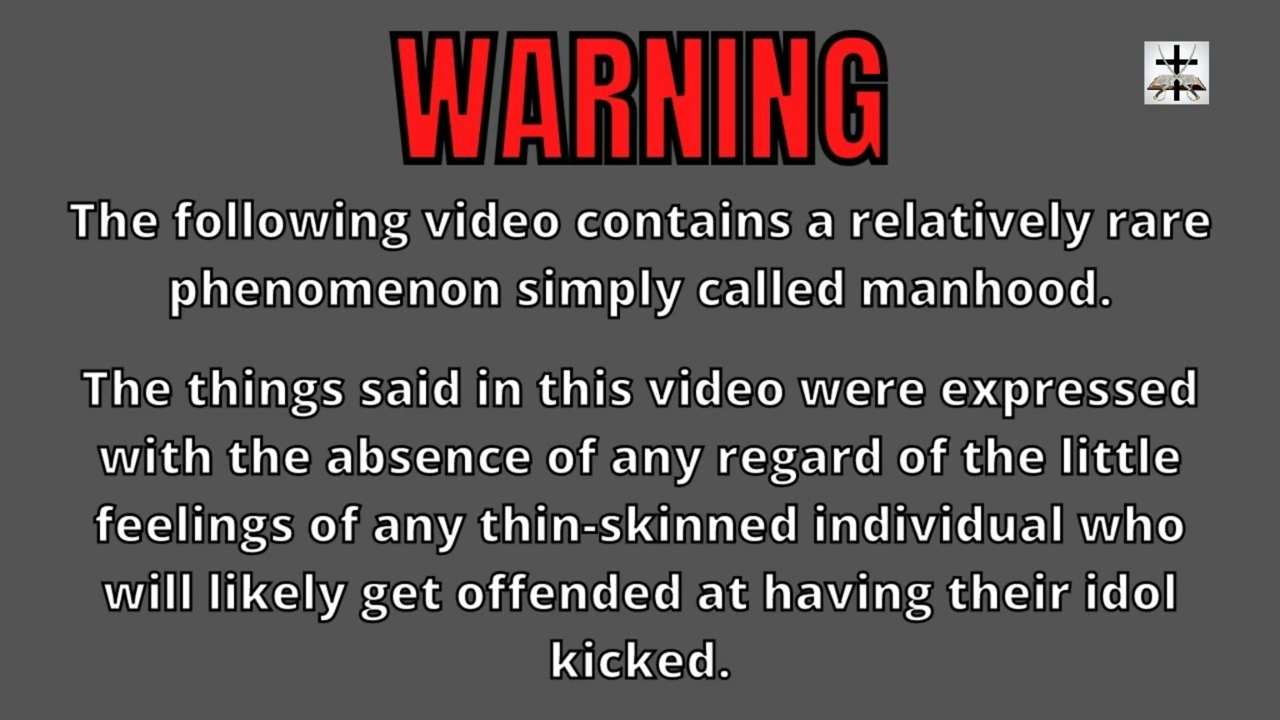 WARNING
The following video contains a relatively rare
phenomenon simply called manhood.
The things said in this video were expressed
with the absence of any regard of the little
feelings of any thin-skinned individual who
will likely get offended at having their idol
kicked.